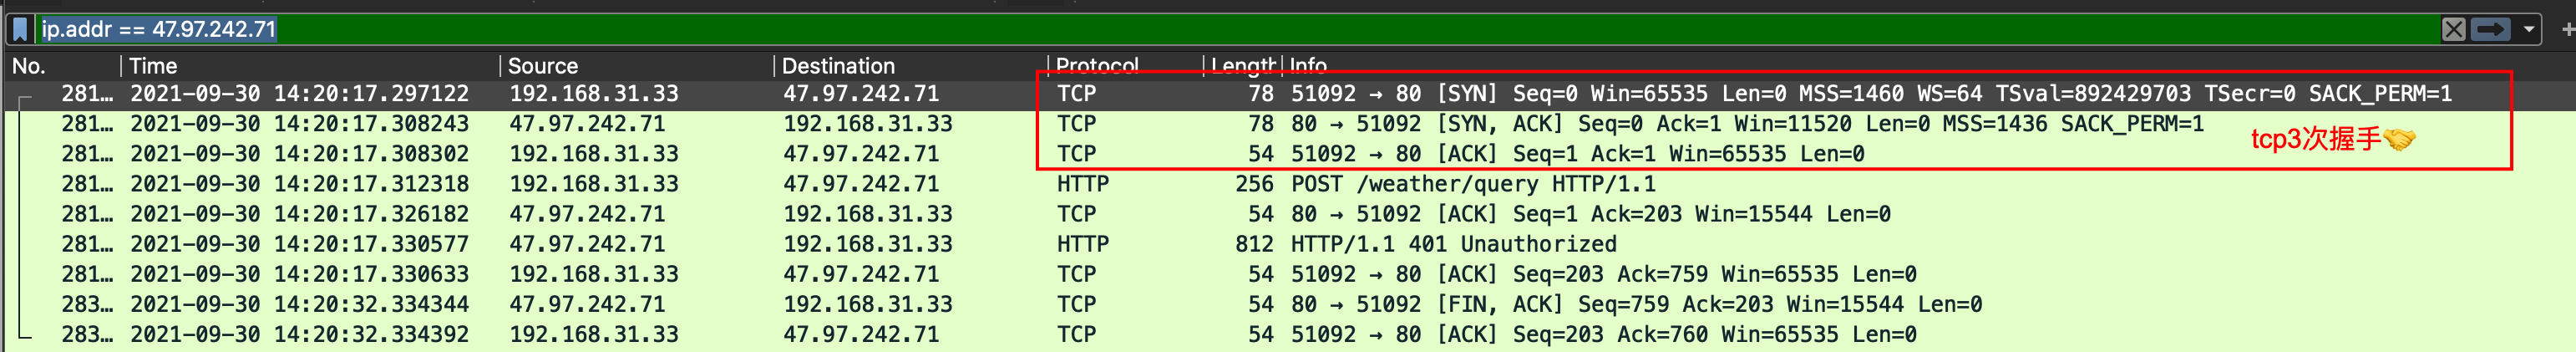 ip.addr == 47.97.242.71
No. Time Source Destination Protocol Length Info
281… 2021-09-30 14:20:17.297122 192.168.31.33 47.97.242.71 TCP 78 51092 → 80 [SYN] Seq=0 Win=65535 Len=0 MSS=1460 WS=64 TSval=892429703 TSecr=0 SACK_PERM=1
281… 2021-09-30 14:20:17.308243 47.97.242.71 192.168.31.33 TCP 78 80 → 51092 [SYN, ACK] Seq=0 Ack=1 Win=11520 Len=0 MSS=1436 SACK_PERM=1
tcp3次握手🤝
281… 2021-09-30 14:20:17.308302 192.168.31.33 47.97.242.71 TCP 54 51092 → 80 [ACK] Seq=1 Ack=1 Win=65535 Len=0
281… 2021-09-30 14:20:17.312318 192.168.31.33 47.97.242.71 HTTP 256 POST /weather/query HTTP/1.1
281… 2021-09-30 14:20:17.326182 47.97.242.71 192.168.31.33 TCP 54 80 → 51092 [ACK] Seq=1 Ack=203 Win=15544 Len=0
281… 2021-09-30 14:20:17.330577 47.97.242.71 192.168.31.33 HTTP 812 HTTP/1.1 401 Unauthorized
281… 2021-09-30 14:20:17.330633 192.168.31.33 47.97.242.71 TCP 54 51092 → 80 [ACK] Seq=203 Ack=759 Win=65535 Len=0
283… 2021-09-30 14:20:32.334344 47.97.242.71 192.168.31.33 TCP 54 80 → 51092 [FIN, ACK] Seq=759 Ack=203 Win=15544 Len=0
283… 2021-09-30 14:20:32.334392 192.168.31.33 47.97.242.71 TCP 54 51092 → 80 [ACK] Seq=203 Ack=760 Win=65535 Len=0